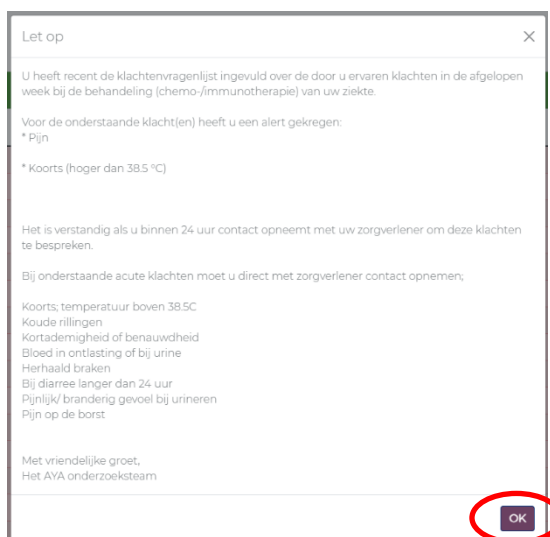 Let op
U heeft recent de klachtenvragenlijst ingevuld over de door u ervaren klachten in de afgelopen
week bij de behandeling (chemo-/immunotherapie) van uw ziekte.
Voor de onderstaande klacht(en) heeft u een alert gekregen:
* Pijn
* Koorts (hoger dan 38.5 °C)
Het is verstandig als u binnen 24 uur contact opneemt met uw zorgverlener om deze klachten
te bespreken.
Bij onderstaande acute klachten moet u direct met zorgverlener contact opnemen;
Koorts; temperatuur boven 38.5C
Koude rillingen
Kortademigheid of benauwdheid
Bloed in ontlasting of bij urine
Herhaald braken
Bij diarree langer dan 24 uur
Pijnlijk/ branderig gevoel bij urineren
Pijn op de borst
Met vriendelijke groet,
Het AYA onderzoeksteam
OK